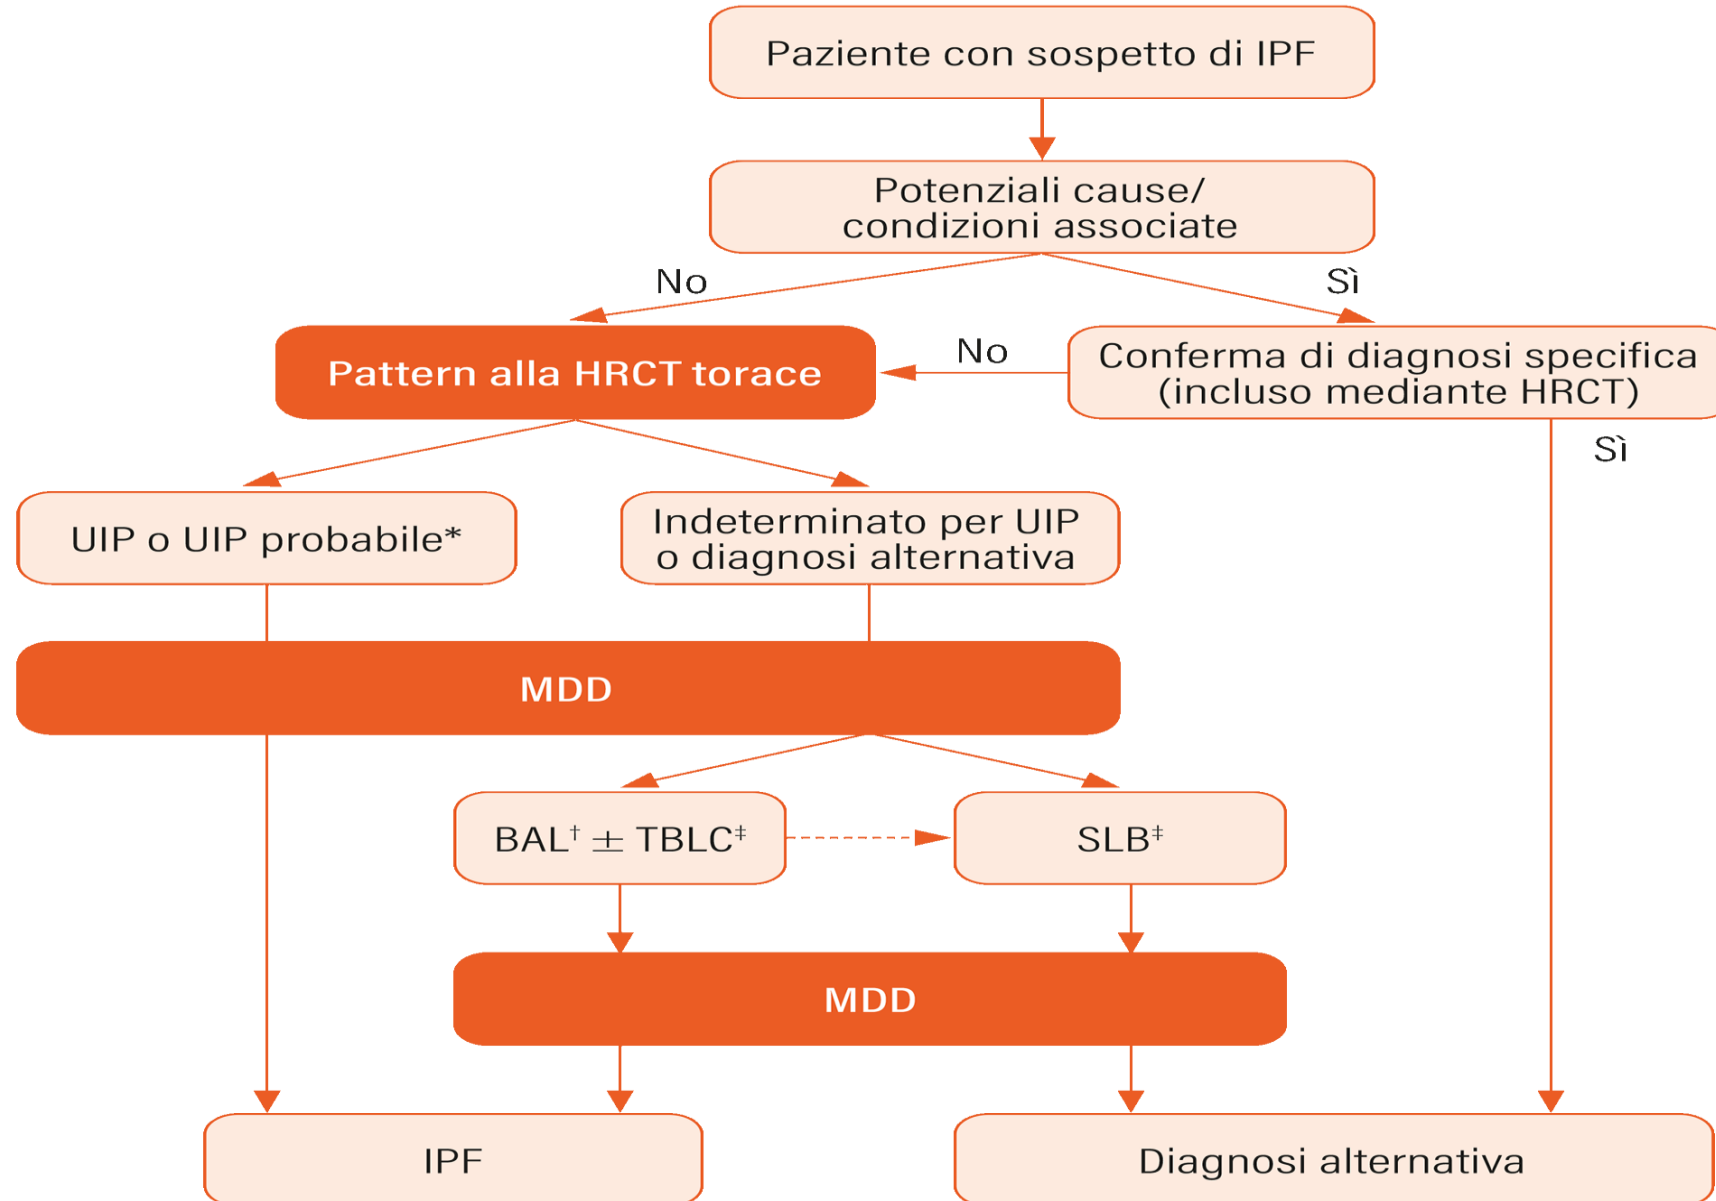 Paziente con sospetto di IPF
Potenziali cause/
condizioni associate
No
Sì
Pattern alla HRCT torace
No
Conferma di diagnosi specifica
(incluso mediante HRCT)
Sì
UIP o UIP probabile*
Indeterminato per UIP
o diagnosi alternativa
MDD
BAL† ± TBLC‡
SLB‡
MDD
IPF
Diagnosi alternativa